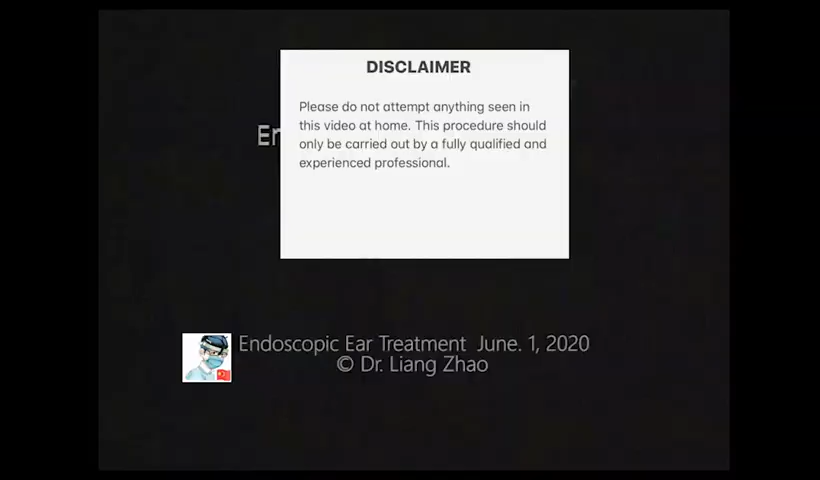 DISCLAIMER
Please do not attempt anything seen in
this video at home. This procedure should
only be carried out by a fully qualified and
experienced professional.
Endoscopic Ear Treatment June. 1, 2020
© Dr. Liang Zhao